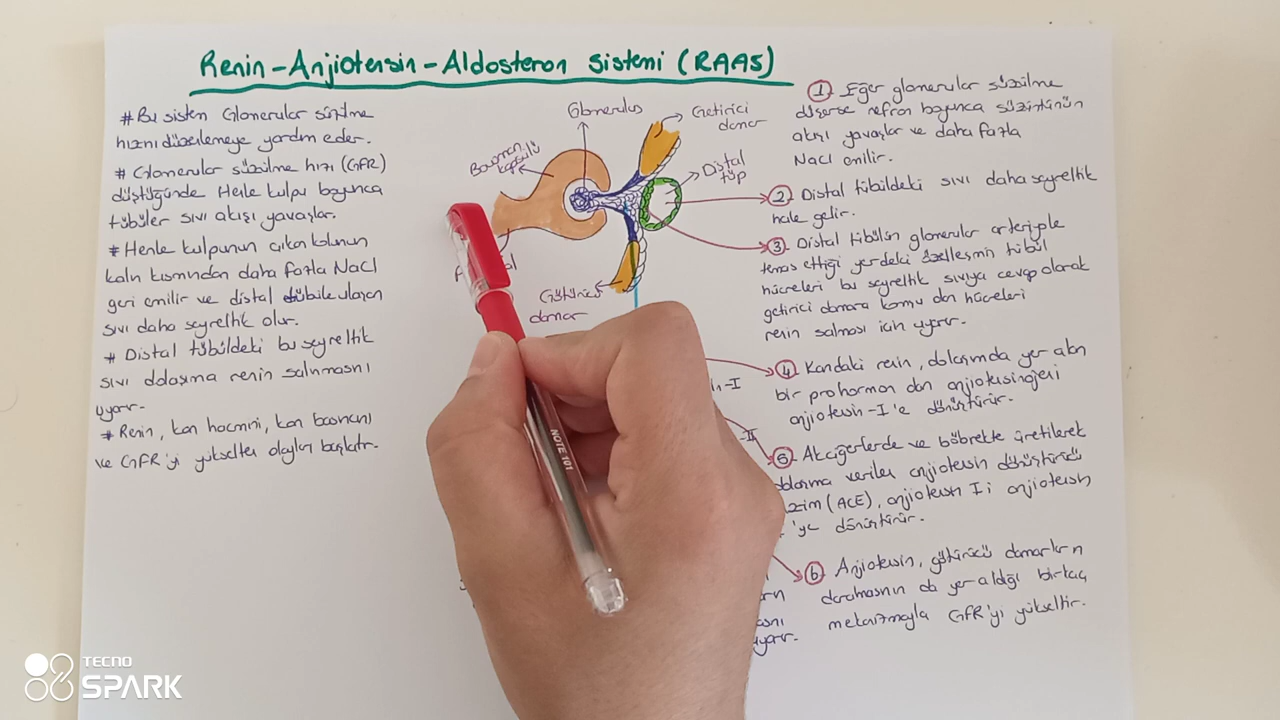 Renin-Anjiotensin-Aldosteron sistemi (RAAS)
# Bu sistem Glomerular süzülme
hızını düzenlemeye yardım eder.
# Glomerular süzülme hızı (GFR)
düştüğünde Henle kulpu boyunca
tübüler sıvı akışı yavaşlar.
# Henle kulpunun çıkan kolunun
kalın kısmından daha fazla NaCl
geri emilir ve distal tübüle ulaşan
sıvı daha seyreltik olur.
# Distal tübüldeki bu seyreltik
sıvı dolaşıma renin salınmasını
uyarır.
# Renin, kan hacmini, kan basıncını
ve GFR'yi yükselten olayları başlatır.
Glomerulus
Getirici
damar
Bowman
kapsülü
Distal
tüp
Götürücü
damar
n-I
-II
1 Eğer glomerular süzülme
düşerse nefron boyunca süzüntünün
akışı yavaşlar ve daha fazla
NaCl emilir.
2 Distal tübüldeki sıvı daha seyreltik
hale gelir.
3 Distal tübülün glomerular arteriyle
temas ettiği yerdeki özelleşmiş tübül
hücreleri bu seyreltik sıvıya cevap olarak
getirici damara komşu dan hücreleri
renin salması için uyarır.
4 Kandaki renin, dolaşımda yer alan
bir prohormon olan anjiotensinojeni
anjiotensin-I'e dönüştürür.
5 Akciğerlerde ve böbrekte üretilerek
dolaşıma verilen anjiotensin dönüştürücü
zim (ACE), anjiotensin I'i anjiotensin
'ye dönüştürür.
6 Anjiotensin, götürücü damarların
daralmasının da yer aldığı birkaç
mekanizmayla GFR'yi yükseltir.
uyarır.
NOTE 101
TECNO
SPARK